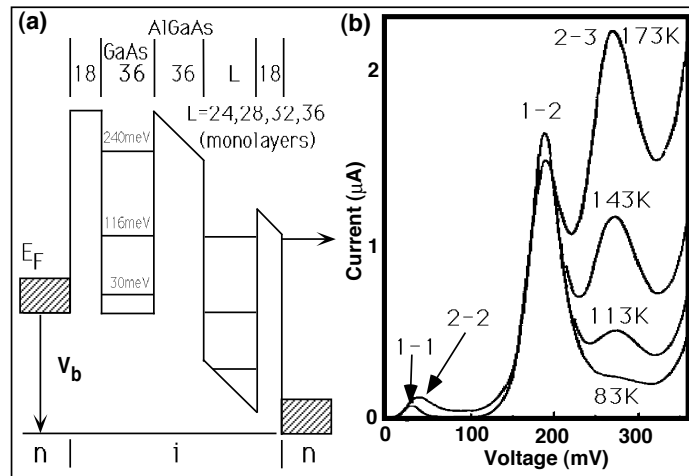 (a)
AlGaAs
GaAs
18 36 36 L 18
L=24,28,32,36
(monolayers)
240meV
116meV
30meV
E_F
V_b
n i n
(b)
2-3 173K
1-2
143K
113K
83K
2-2
1-1
Current (μA)
2
1
0
0 100 200 300
Voltage (mV)